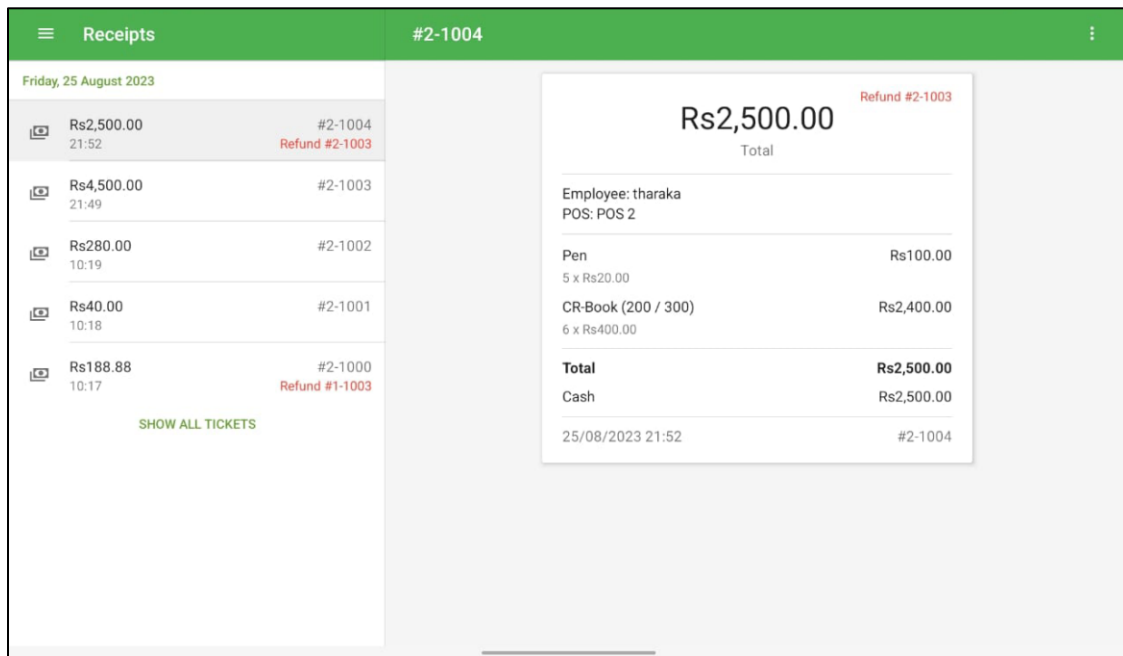 Receipts
Friday, 25 August 2023
Rs2,500.00 #2-1004
21:52 Refund #2-1003
Rs4,500.00 #2-1003
21:49
Rs280.00 #2-1002
10:19
Rs40.00 #2-1001
10:18
Rs188.88 #2-1000
10:17 Refund #1-1003
SHOW ALL TICKETS
#2-1004
Refund #2-1003
Rs2,500.00
Total
Employee: tharaka
POS: POS 2
Pen Rs100.00
5 x Rs20.00
CR-Book (200 / 300) Rs2,400.00
6 x Rs400.00
Total Rs2,500.00
Cash Rs2,500.00
25/08/2023 21:52 #2-1004